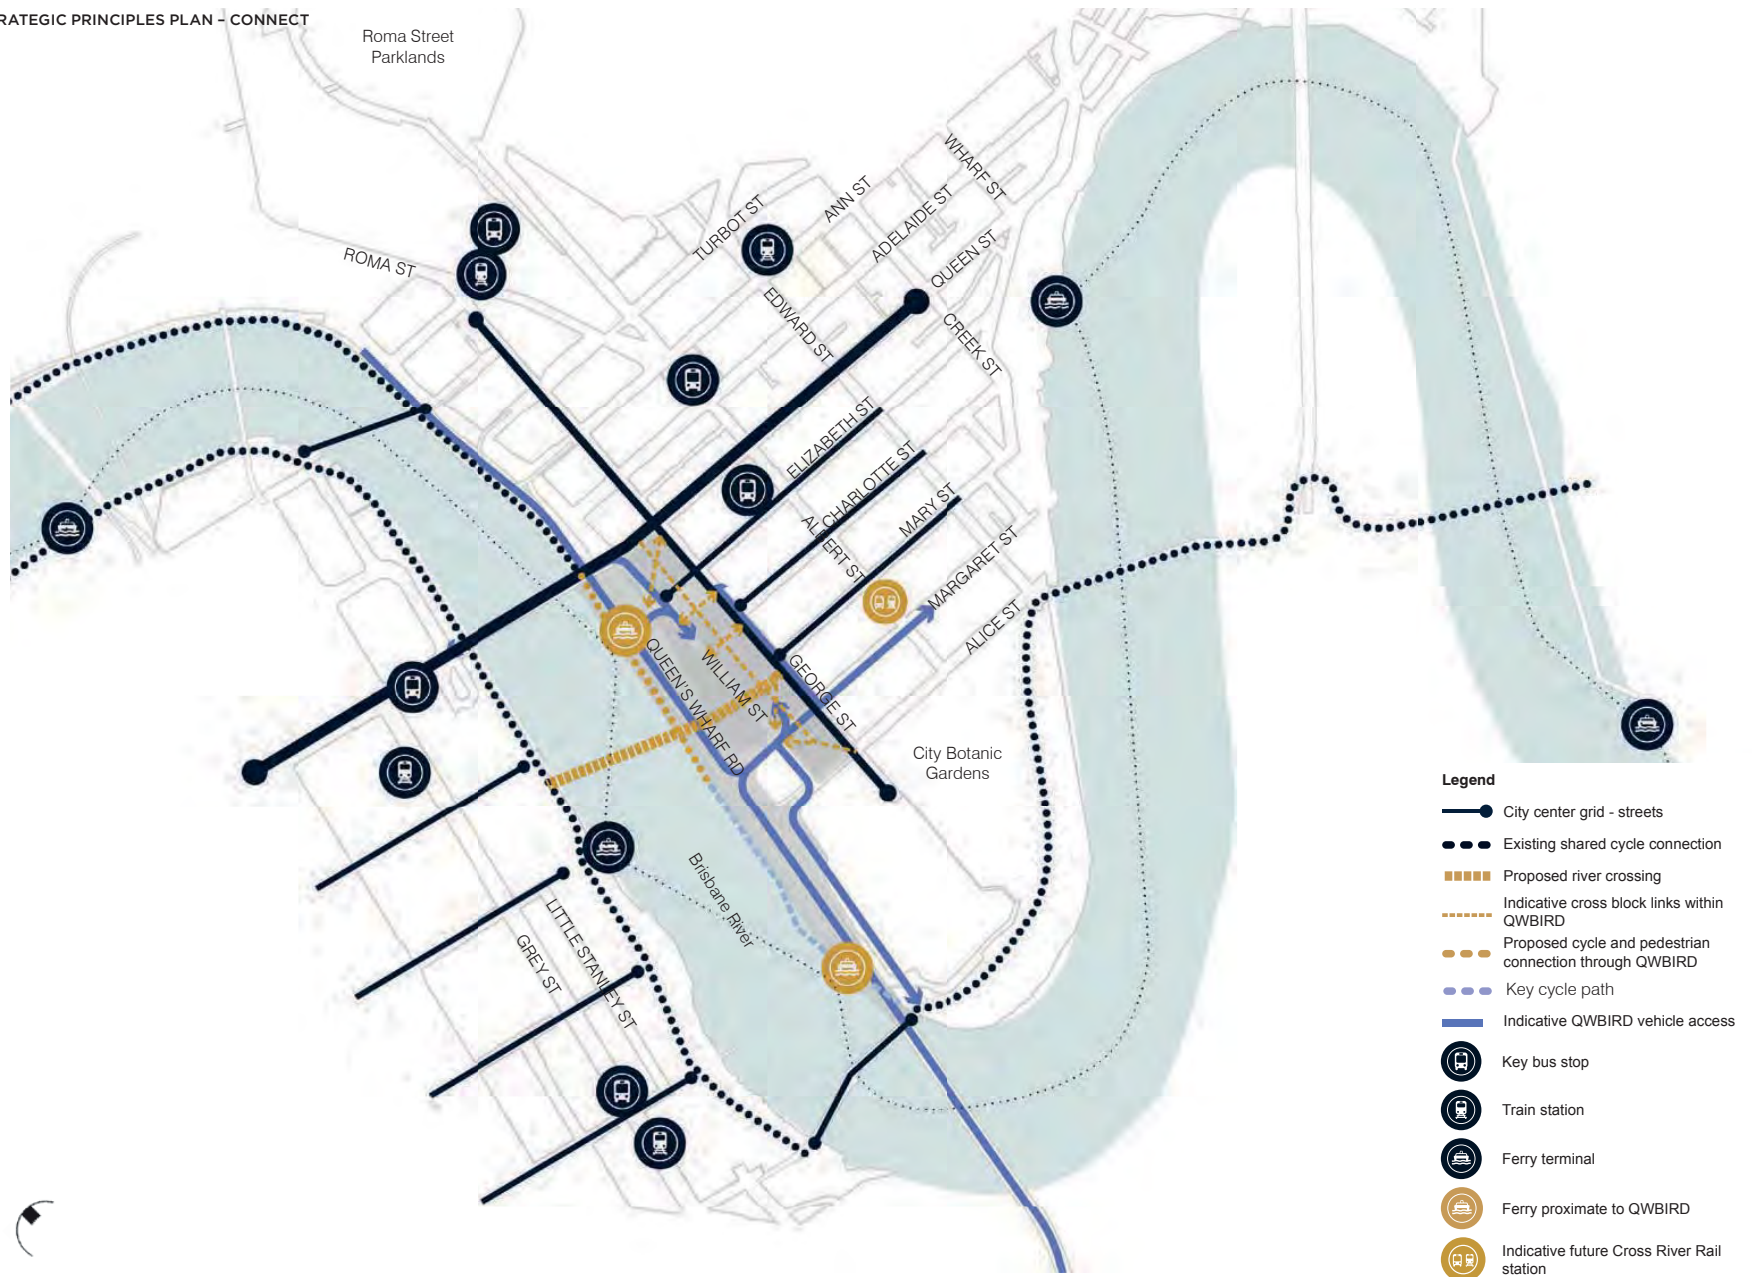 RATEGIC PRINCIPLES PLAN – CONNECT
Roma Street
Parklands
WHARF ST
ANN ST
TURBOT ST
ADELAIDE ST
QUEEN ST
ROMA ST
EDWARD ST
CREEK ST
ELIZABETH ST
CHARLOTTE ST
MARY ST
ALBERT ST
MARGARET ST
ALICE ST
GEORGE ST
WILLIAM ST
QUEEN'S WHARF RD
City Botanic
Gardens
Brisbane River
LITTLE STANLEY ST
GREY ST
Legend
City center grid - streets
Existing shared cycle connection
Proposed river crossing
Indicative cross block links within
QWBIRD
Proposed cycle and pedestrian
connection through QWBIRD
Key cycle path
Indicative QWBIRD vehicle access
Key bus stop
Train station
Ferry terminal
Ferry proximate to QWBIRD
Indicative future Cross River Rail
station